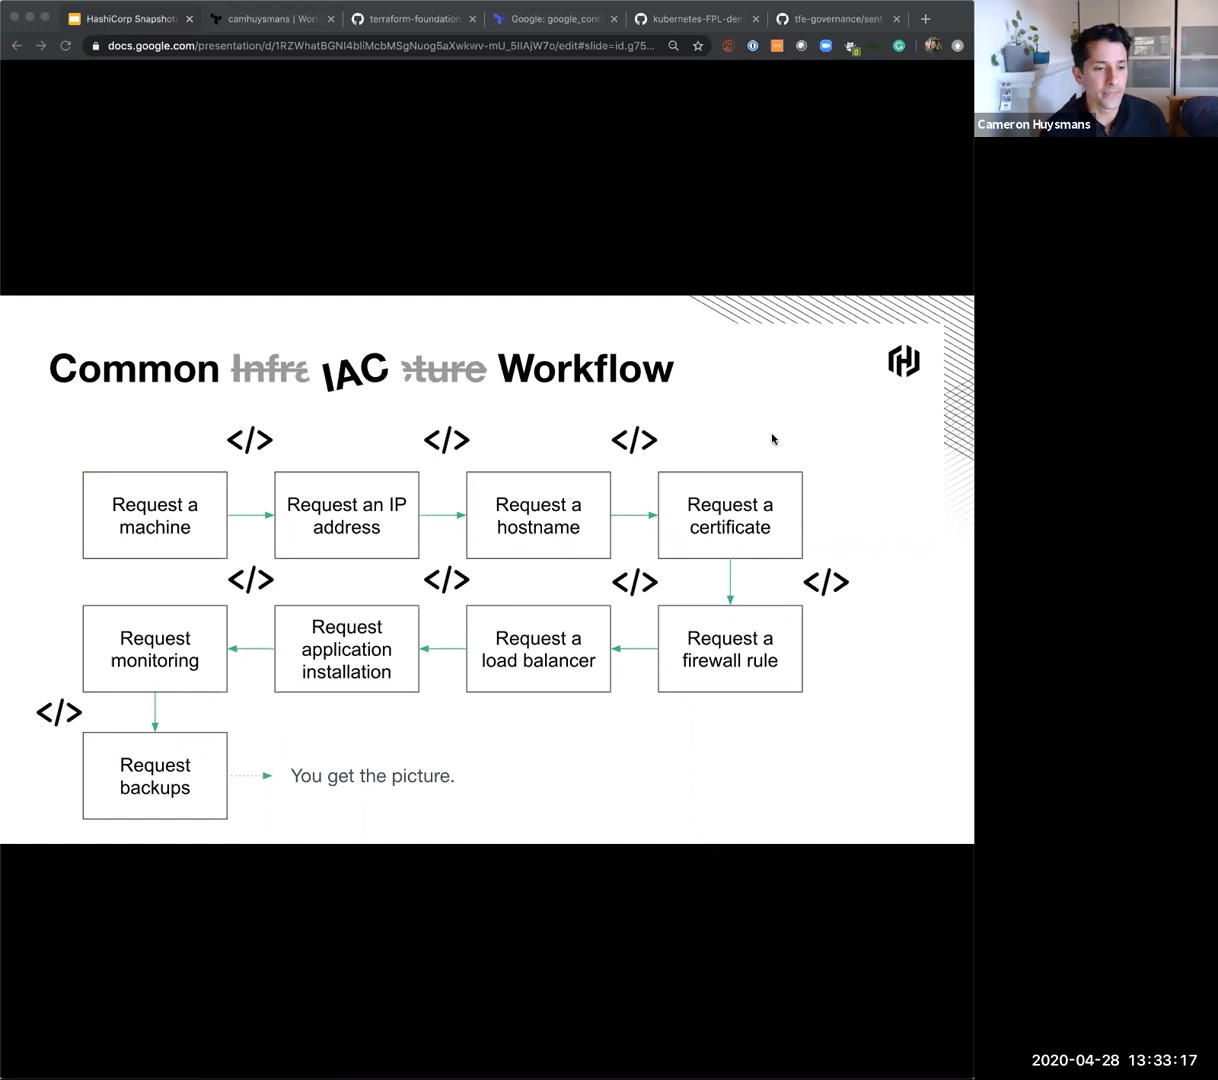 HashiCorp Snapshot
camhuysmans | Wor
terraform-foundation
Google: google_cont
kubernetes-FPL-den
tfe-governance/sent
docs.google.com/presentation/d/1RZWhatBGNI4bIiMcbMSgNuog5aXwkwv-mU_5IIAjW7o/edit#slide=id.g75...
Cameron Huysmans
Common Infra IAC cture Workflow
</> </> </>
Request a
machine
Request an IP
address
Request a
hostname
Request a
certificate
</> </> </> </>
Request
monitoring
Request
application
installation
Request a
load balancer
Request a
firewall rule
</>
Request
backups
You get the picture.
2020-04-28 13:33:17